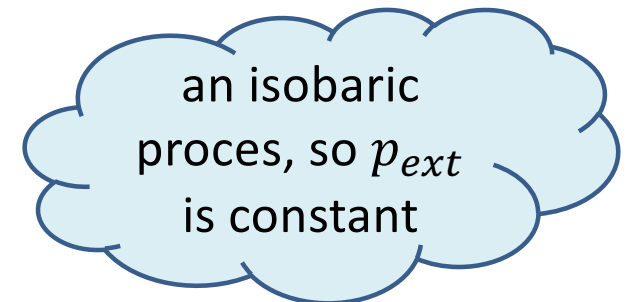 an isobaric
proces, so $p_{ext}$
is constant